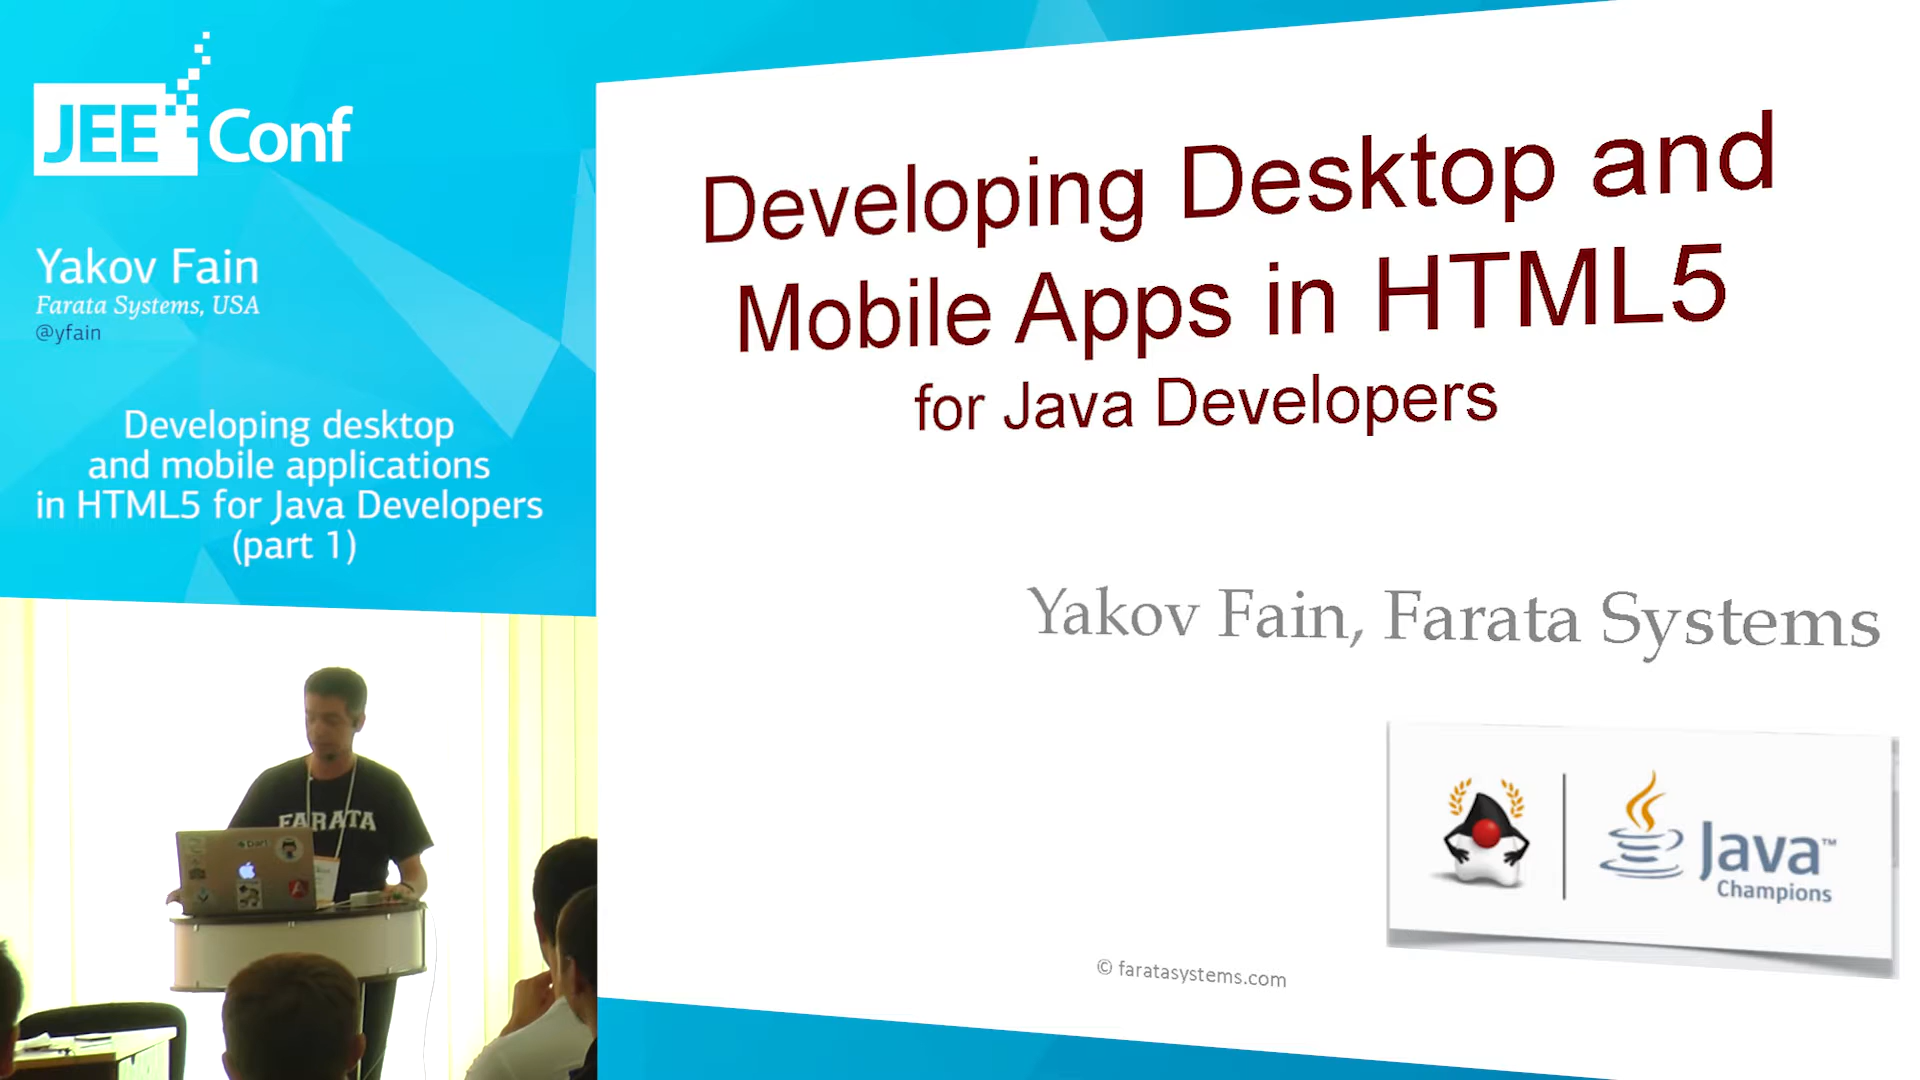 JEE Conf
Yakov Fain
Farata Systems, USA
@yfain
Developing desktop
and mobile applications
in HTML5 for Java Developers
(part 1)
Developing Desktop and
Mobile Apps in HTML5
for Java Developers
Yakov Fain, Farata Systems
Java™
Champions
© faratasystems.com
FARATA
Dart